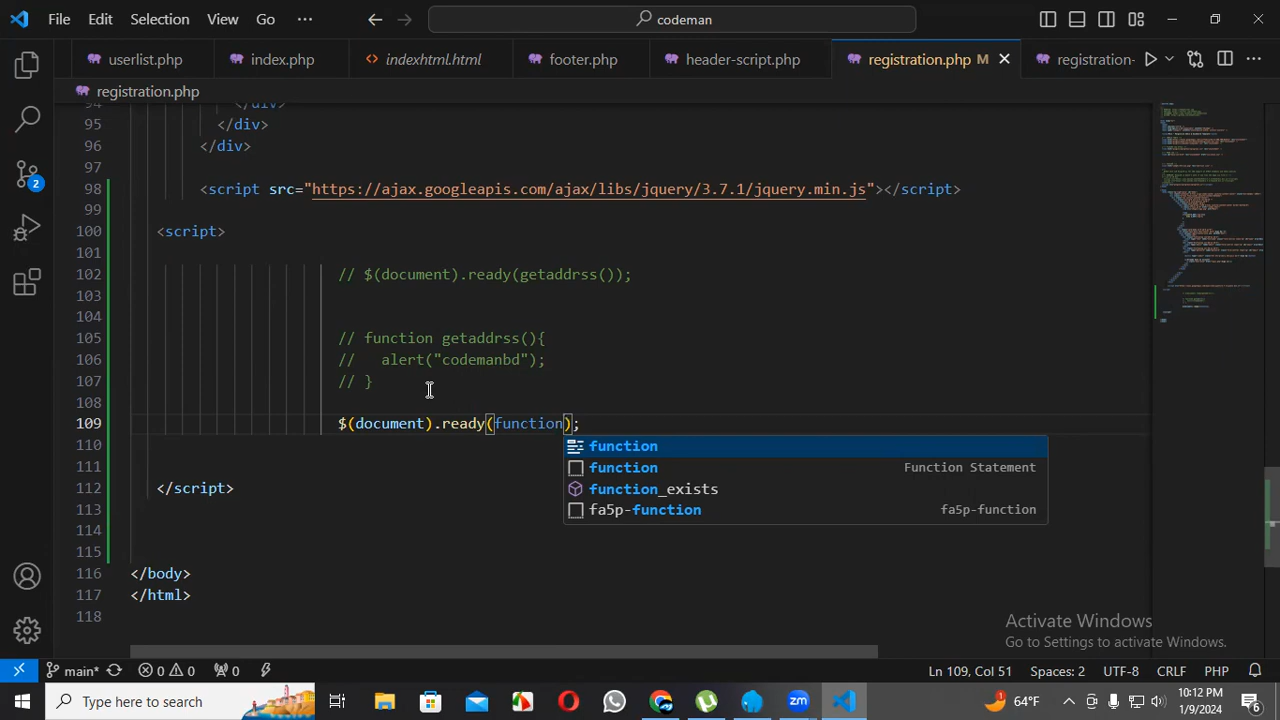 File Edit Selection View Go ··· codeman
userlist.php index.php indexhtml.html footer.php header-script.php registration.php M registration-
registration.php
94 </div>
95 </div>
96 </div>
97
98 <script src="https://ajax.googleapis.com/ajax/libs/jquery/3.7.1/jquery.min.js"></script>
99
100 <script>
101
102 // $(document).ready(getaddrss());
103
104
105 // function getaddrss(){
106 //   alert("codemanbd");
107 // }
108
109 $(document).ready(function);
110 function
111 function Function Statement
function_exists
112 </script>
113 fa5p-function fa5p-function
114
115
116 </body>
117 </html>
118
2
Activate Windows
Go to Settings to activate Windows.
main* 0 0 0 Ln 109, Col 51 Spaces: 2 UTF-8 CRLF PHP
Type here to search 64°F 10:12 PM
1/9/2024 6